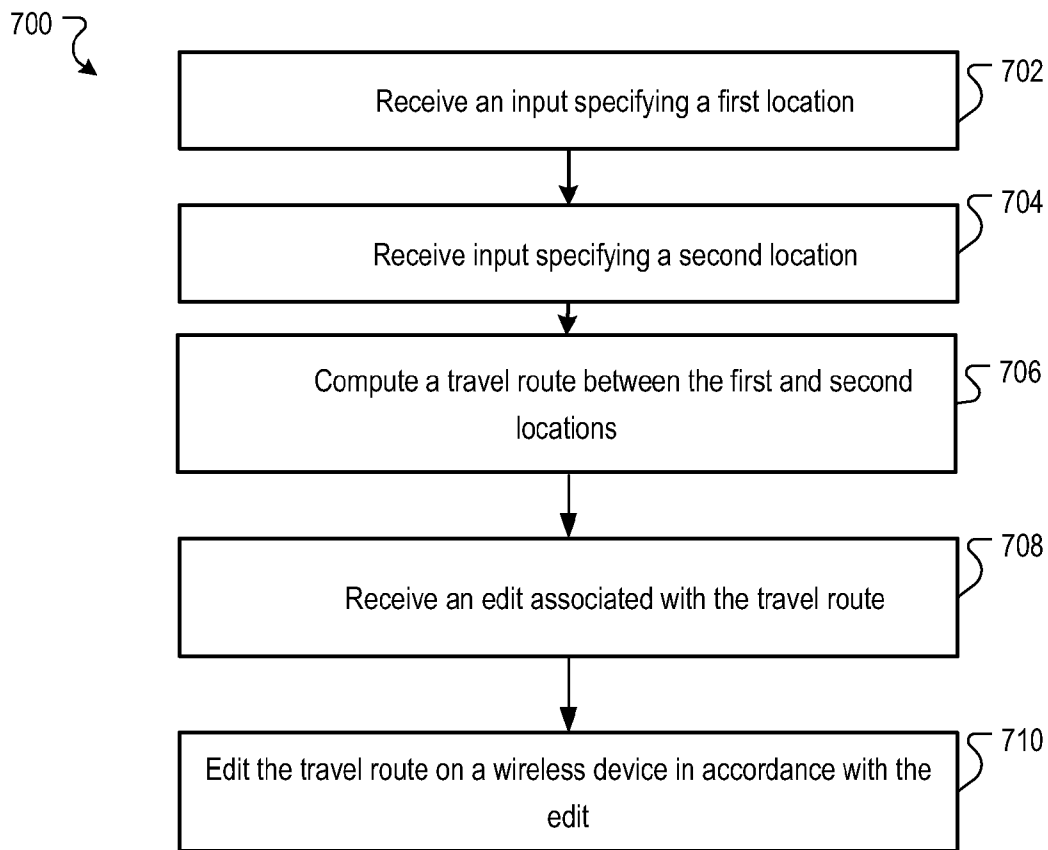 700
Receive an input specifying a first location
702
Receive input specifying a second location
704
Compute a travel route between the first and second
locations
706
Receive an edit associated with the travel route
708
Edit the travel route on a wireless device in accordance with the
edit
710